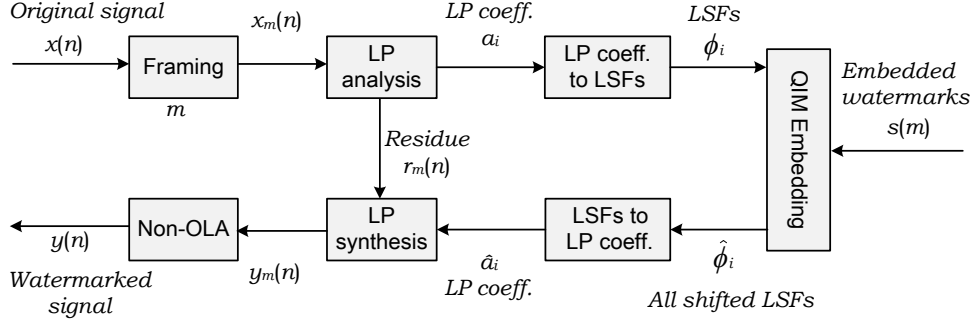 Original signal
x(n)
Framing
m
x_m(n)
LP
analysis
LP coeff.
a_i
LP coeff.
to LSFs
LSFs
ϕ_i
QIM Embedding
Embedded
watermarks
s(m)
Residue
r_m(n)
LP
synthesis
LSFs to
LP coeff.
ϕ̂_i
All shifted LSFs
â_i
LP coeff.
y_m(n)
Non-OLA
y(n)
Watermarked
signal